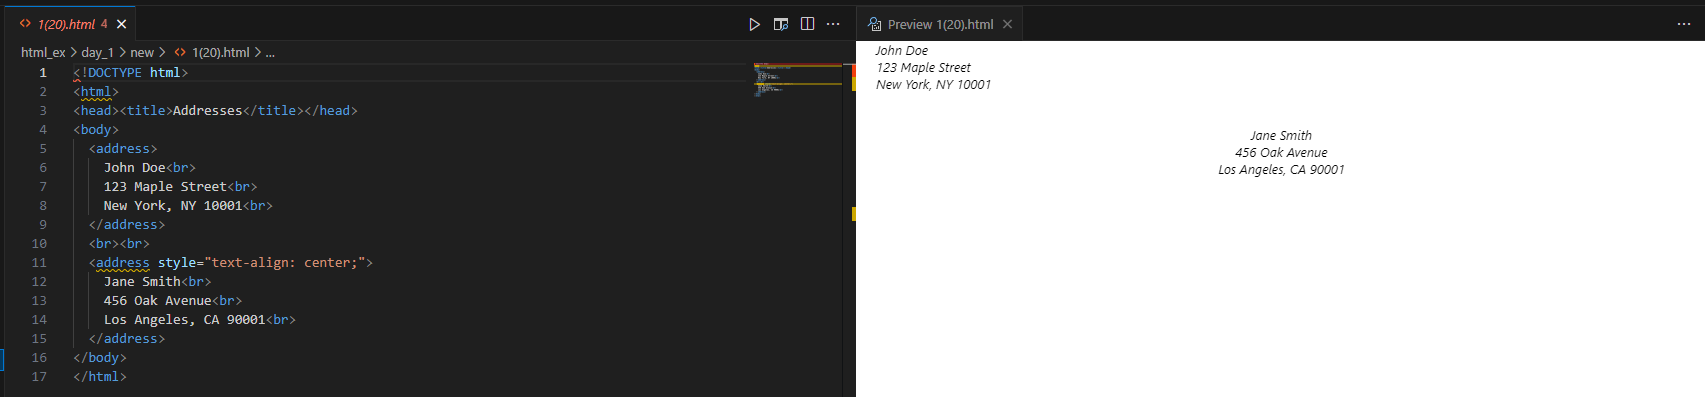 1(20).html 4
html_ex > day_1 > new > 1(20).html > ...
1 <!DOCTYPE html>
2 <html>
3 <head><title>Addresses</title></head>
4 <body>
5 <address>
6 John Doe<br>
7 123 Maple Street<br>
8 New York, NY 10001<br>
9 </address>
10 <br><br>
11 <address style="text-align: center;">
12 Jane Smith<br>
13 456 Oak Avenue<br>
14 Los Angeles, CA 90001<br>
15 </address>
16 </body>
17 </html>
Preview 1(20).html
John Doe
123 Maple Street
New York, NY 10001
Jane Smith
456 Oak Avenue
Los Angeles, CA 90001